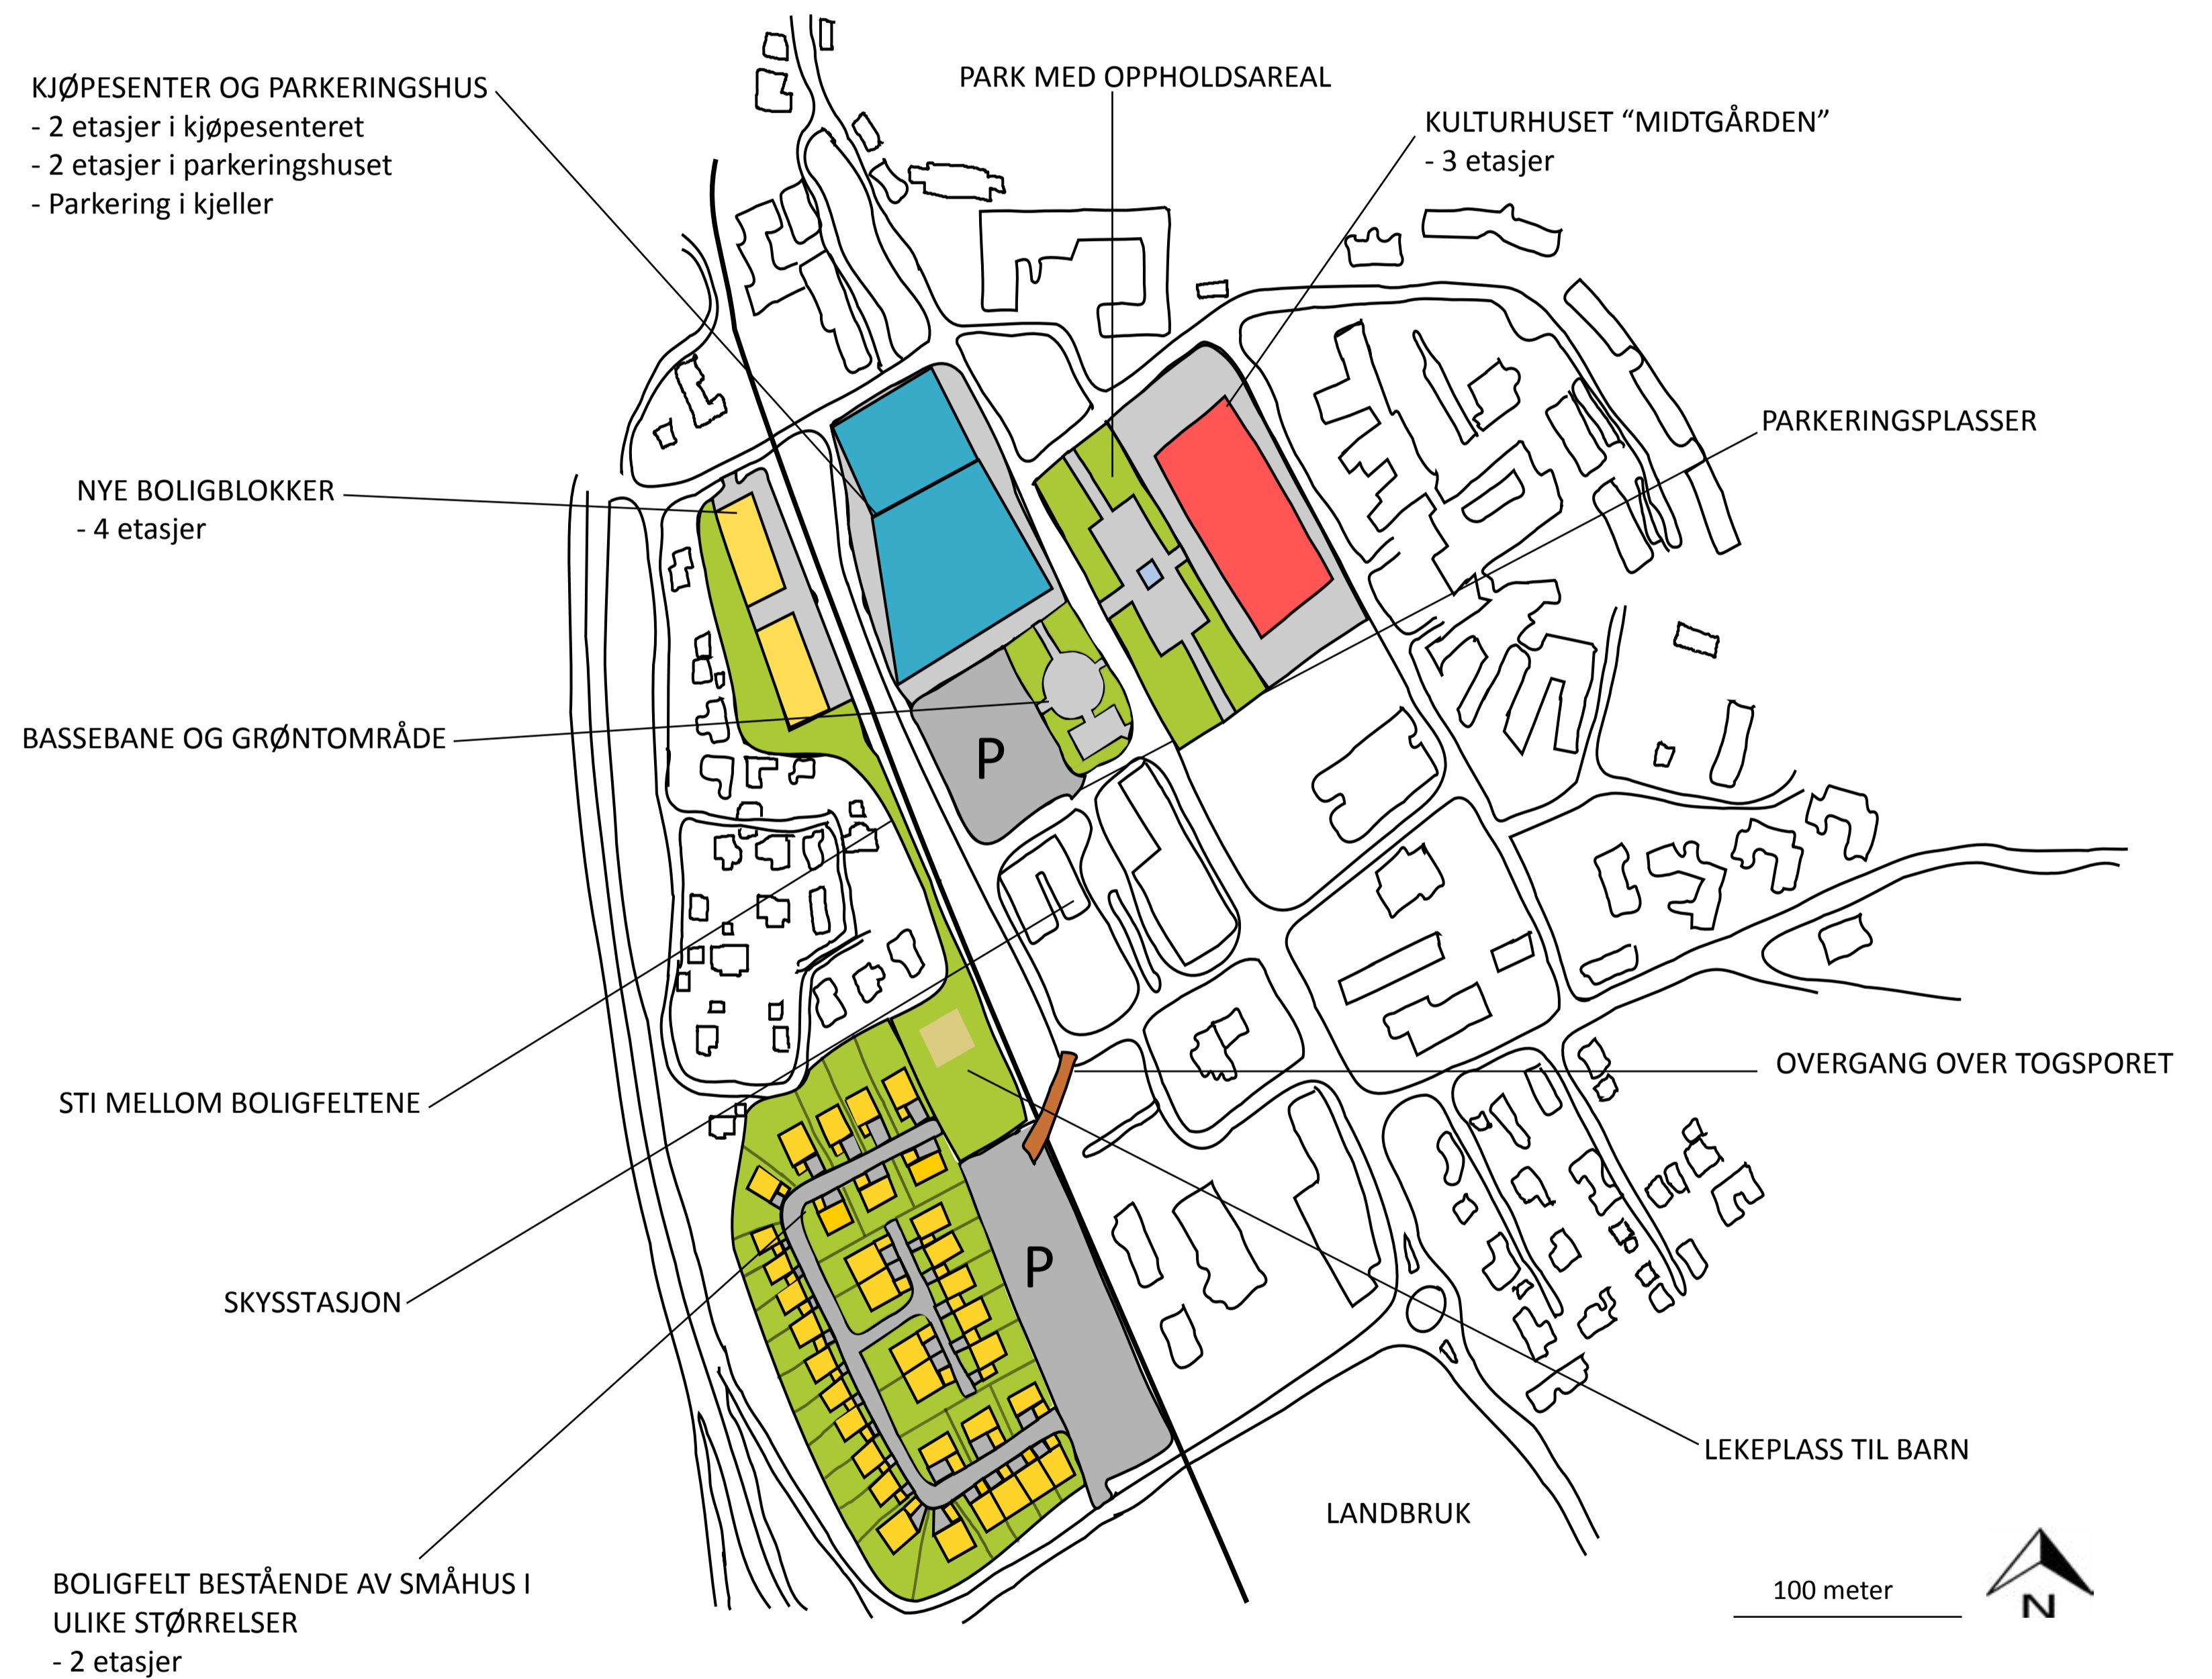 KJØPESENTER OG PARKERINGSHUS
- 2 etasjer i kjøpesenteret
- 2 etasjer i parkeringshuset
- Parkering i kjeller
PARK MED OPPHOLDSAREAL
KULTURHUSET “MIDTGÅRDEN”
- 3 etasjer
PARKERINGSPLASSER
NYE BOLIGBLOKKER
- 4 etasjer
BASSEBANE OG GRØNTOMRÅDE
P
STI MELLOM BOLIGFELTENE
OVERGANG OVER TOGSPORET
SKYSSTASJON
P
LEKEPLASS TIL BARN
LANDBRUK
BOLIGFELT BESTÅENDE AV SMÅHUS I
ULIKE STØRRELSER
- 2 etasjer
100 meter
N